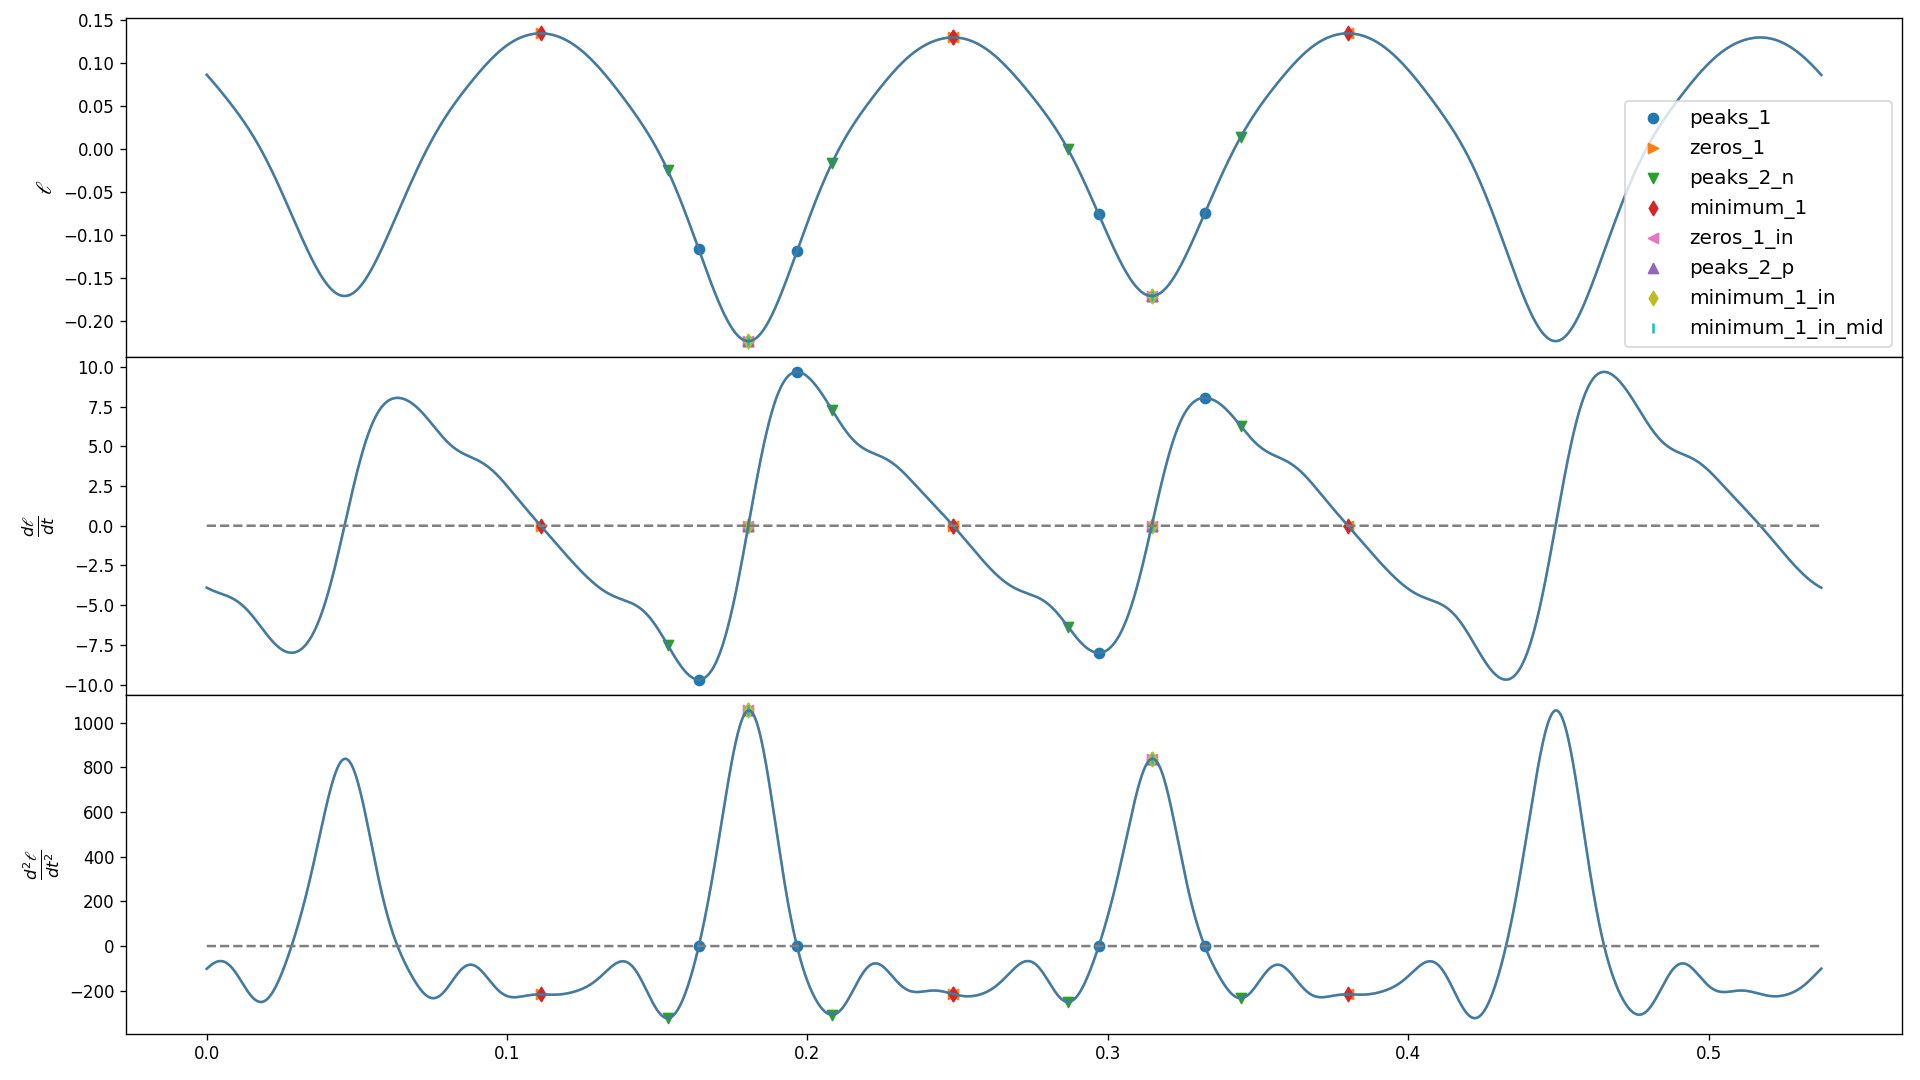 0.15
0.10
0.05
0.00
−0.05
−0.10
−0.15
−0.20
ℓ
peaks_1
zeros_1
peaks_2_n
minimum_1
zeros_1_in
peaks_2_p
minimum_1_in
minimum_1_in_mid
10.0
7.5
5.0
2.5
0.0
−2.5
−5.0
−7.5
−10.0
dℓ
dt
1000
800
600
400
200
0
−200
d²ℓ
dt²
0.0 0.1 0.2 0.3 0.4 0.5